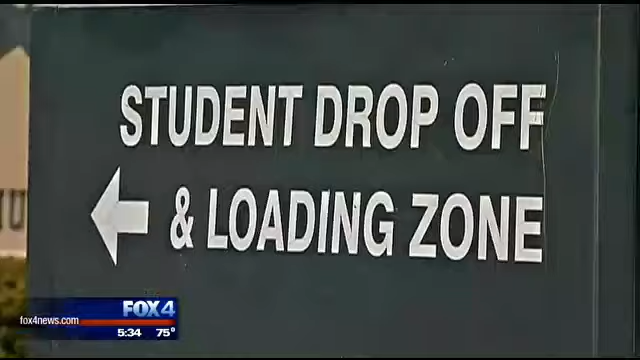 STUDENT DROP OFF
& LOADING ZONE
FOX 4
fox4news.com
5:34 75°